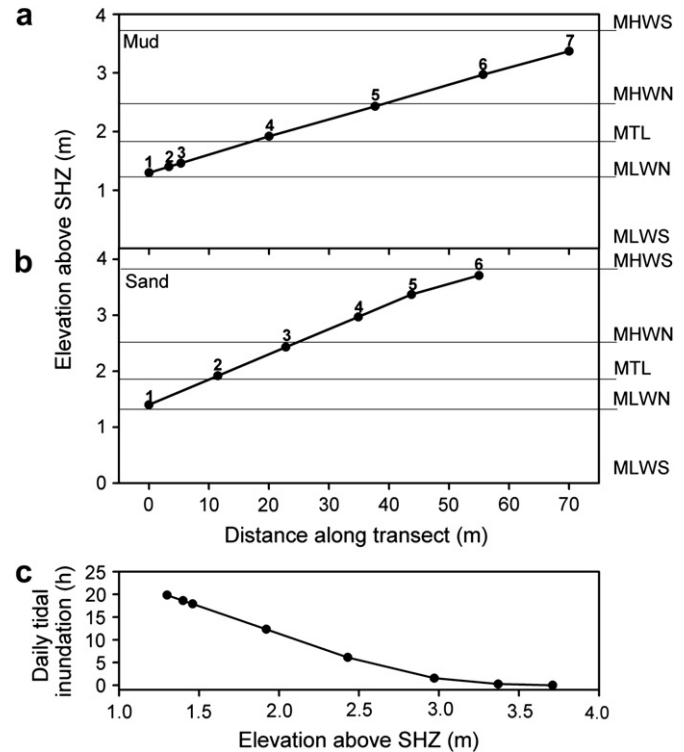 a
4
MHWS
Mud
7
6
3
5
MHWN
4
2
MTL
1 2 3
MLWN
1
Elevation above SHZ (m)
MLWS
b
4
MHWS
Sand
6
5
3
4
MHWN
3
2
2
MTL
1
MLWN
1
0
MLWS
0 10 20 30 40 50 60 70
Distance along transect (m)
c
25
20
15
10
5
0
Daily tidal
inundation (h)
1.0 1.5 2.0 2.5 3.0 3.5 4.0
Elevation above SHZ (m)